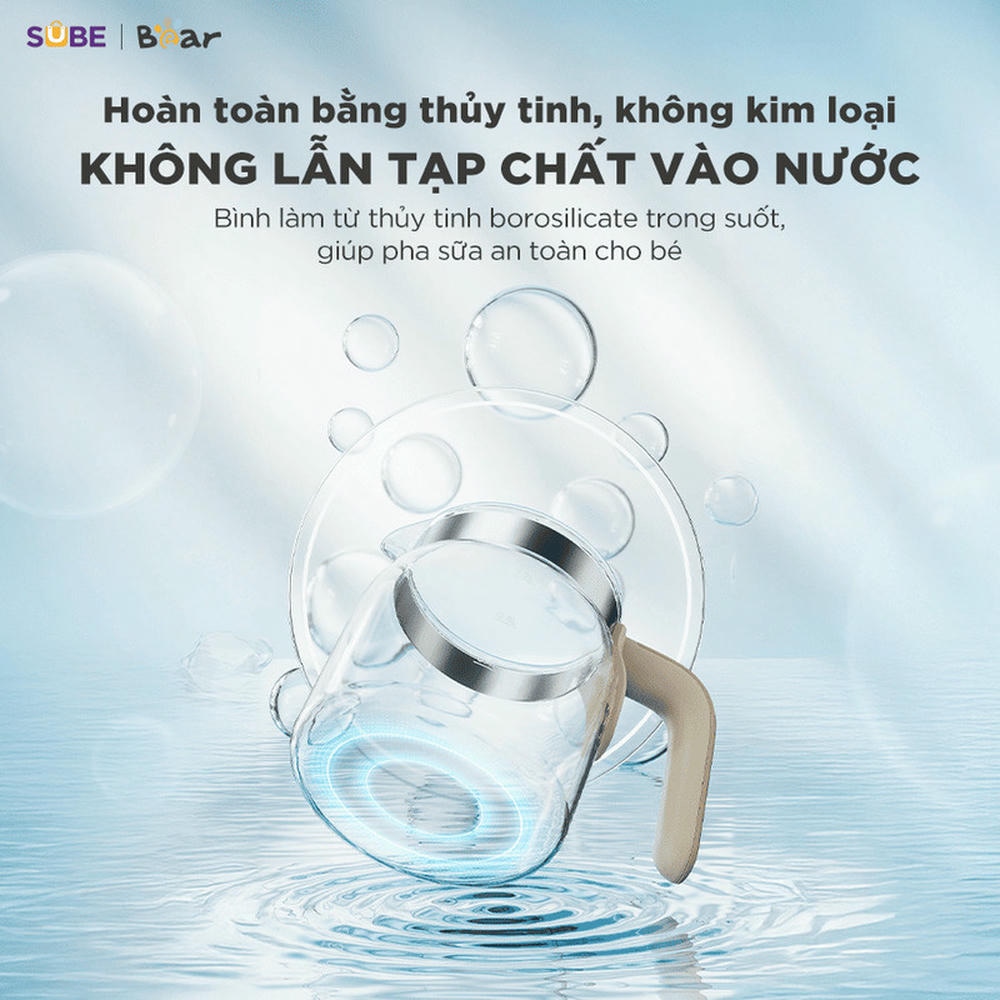 SUBE | Bear
Hoàn toàn bằng thủy tinh, không kim loại
KHÔNG LẪN TẠP CHẤT VÀO NƯỚC
Bình làm từ thủy tinh borosilicate trong suốt,
giúp pha sữa an toàn cho bé